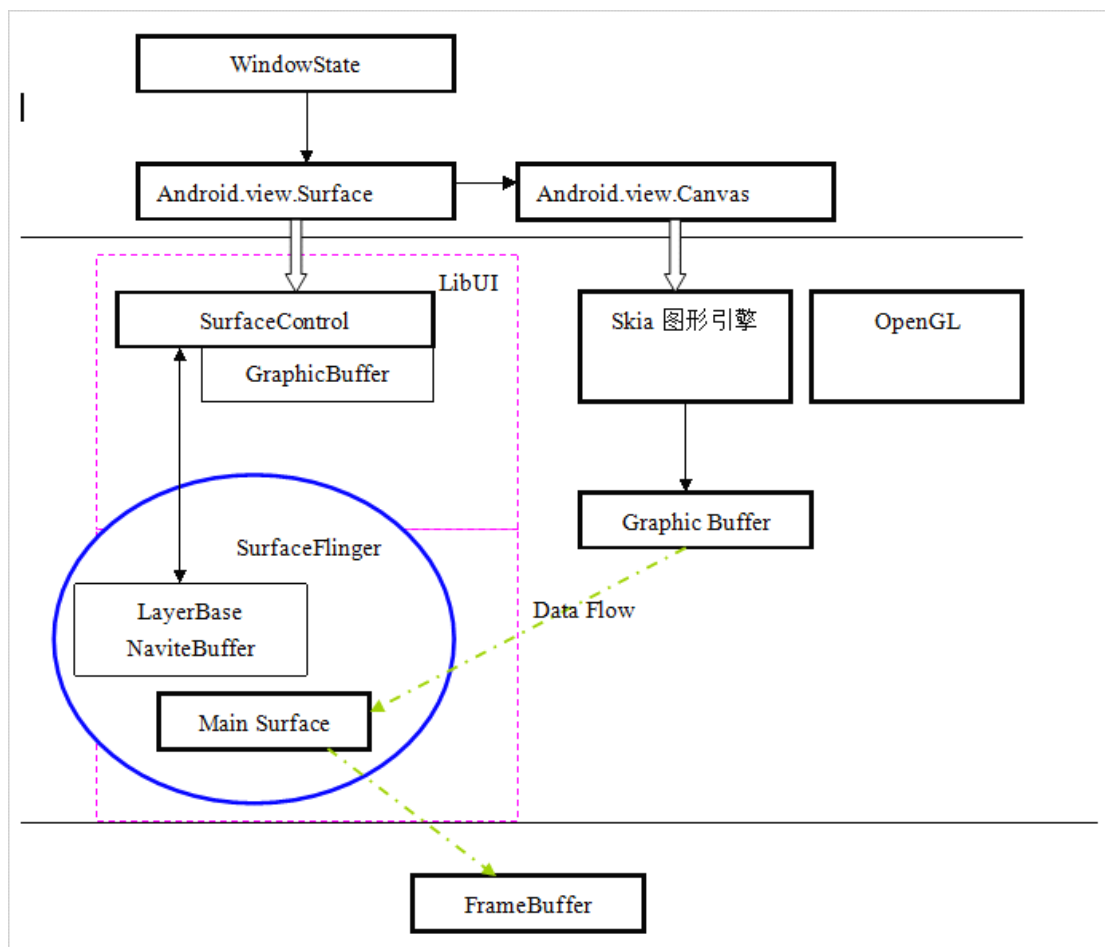 WindowState
Android.view.Surface
Android.view.Canvas
LibUI
SurfaceControl
Skia 图形引擎
OpenGL
GraphicBuffer
Graphic Buffer
SurfaceFlinger
Data Flow
LayerBase
NaviteBuffer
Main Surface
FrameBuffer